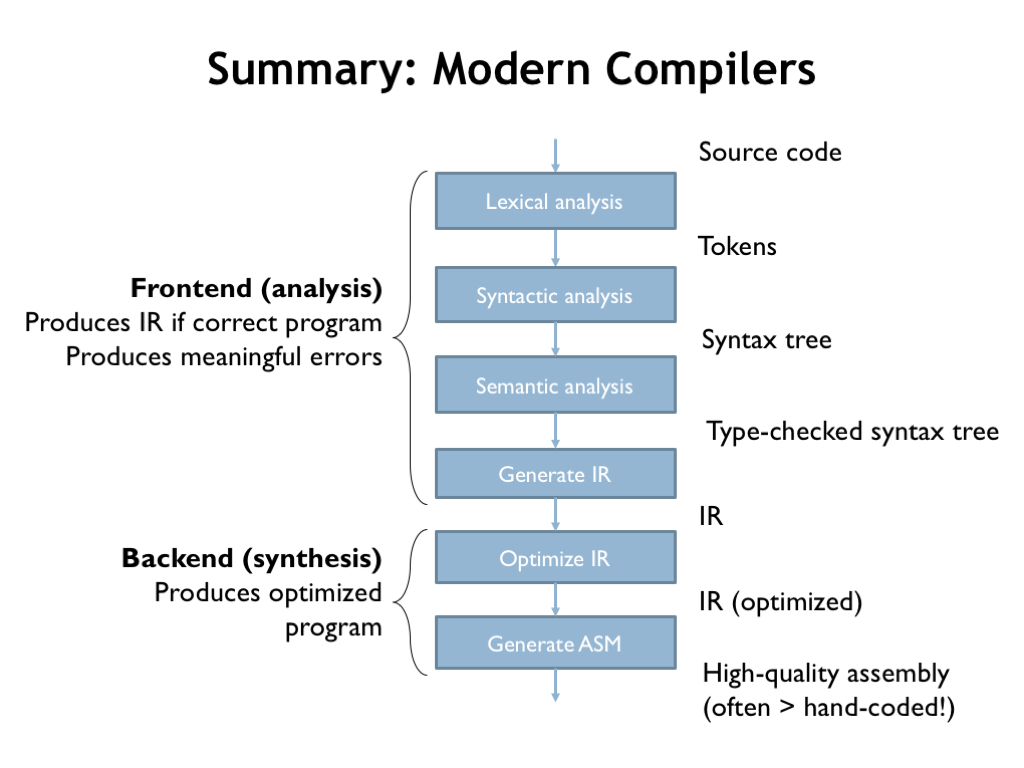 Summary: Modern Compilers
Source code
Lexical analysis
Tokens
Frontend (analysis)
Produces IR if correct program
Produces meaningful errors
Syntactic analysis
Syntax tree
Semantic analysis
Type-checked syntax tree
Generate IR
IR
Backend (synthesis)
Produces optimized
program
Optimize IR
IR (optimized)
Generate ASM
High-quality assembly
(often > hand-coded!)